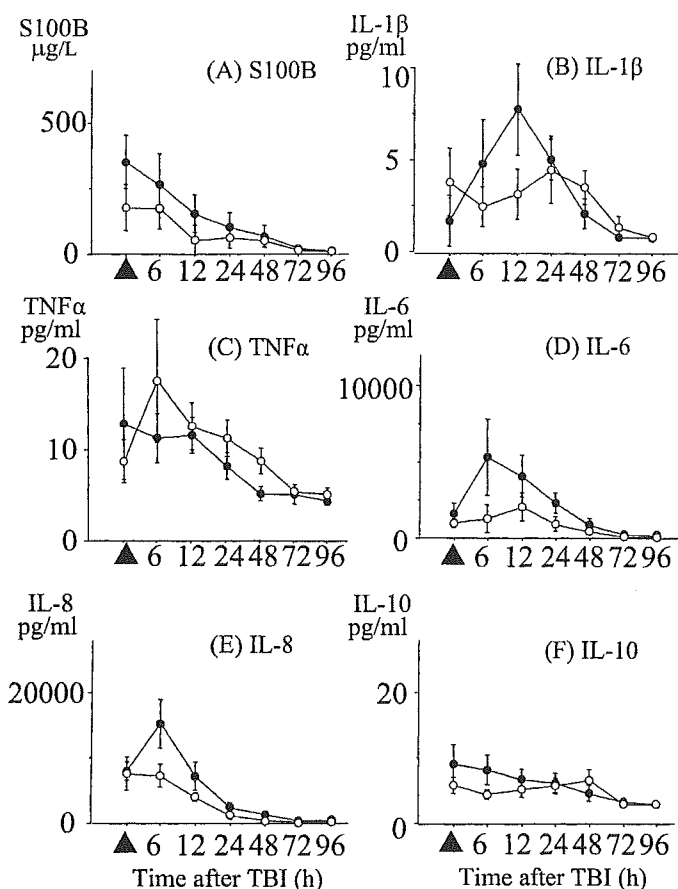 S100B
μg/L
(A) S100B
500
0
▲ 6 12 24 48 72 96
IL-1β
pg/ml
(B) IL-1β
10
5
0
▲ 6 12 24 48 72 96
TNFα
pg/ml
(C) TNFα
20
10
0
▲ 6 12 24 48 72 96
IL-6
pg/ml
(D) IL-6
10000
0
▲ 6 12 24 48 72 96
IL-8
pg/ml
(E) IL-8
20000
0
▲ 6 12 24 48 72 96
Time after TBI (h)
IL-10
pg/ml
(F) IL-10
20
0
▲ 6 12 24 48 72 96
Time after TBI (h)